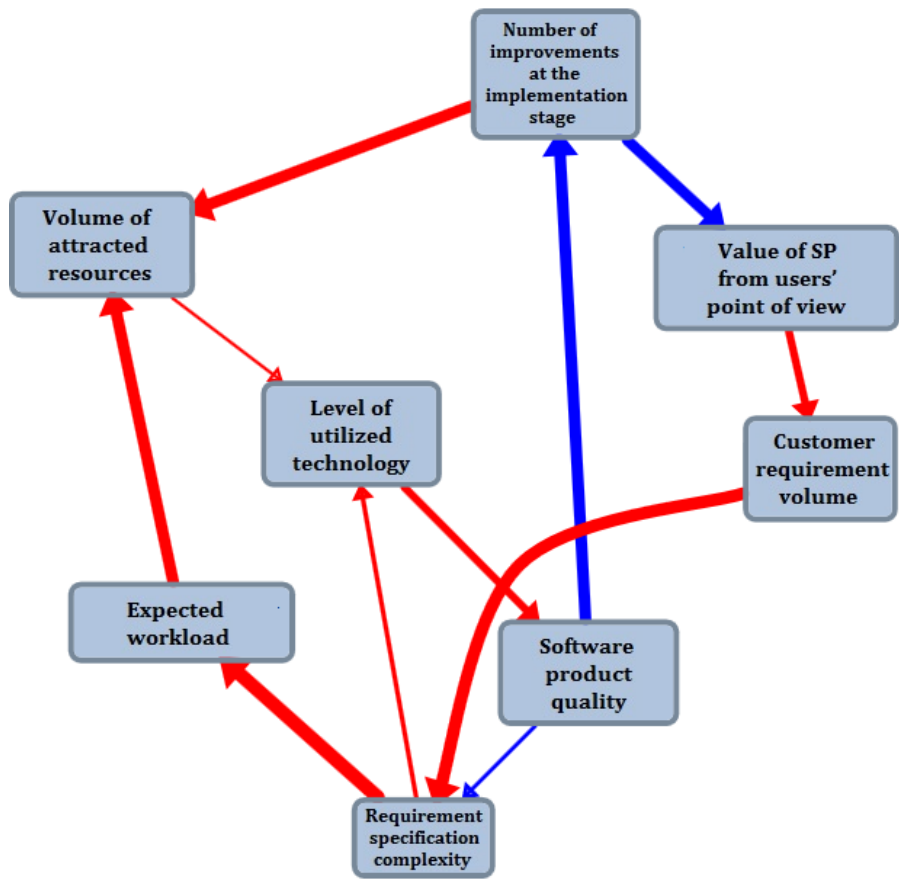 Number of
improvements
at the
implementation
stage
Volume of
attracted
resources
Value of SP
from users’
point of view
Level of
utilized
technology
Customer
requirement
volume
Expected
workload
Software
product
quality
Requirement
specification
complexity